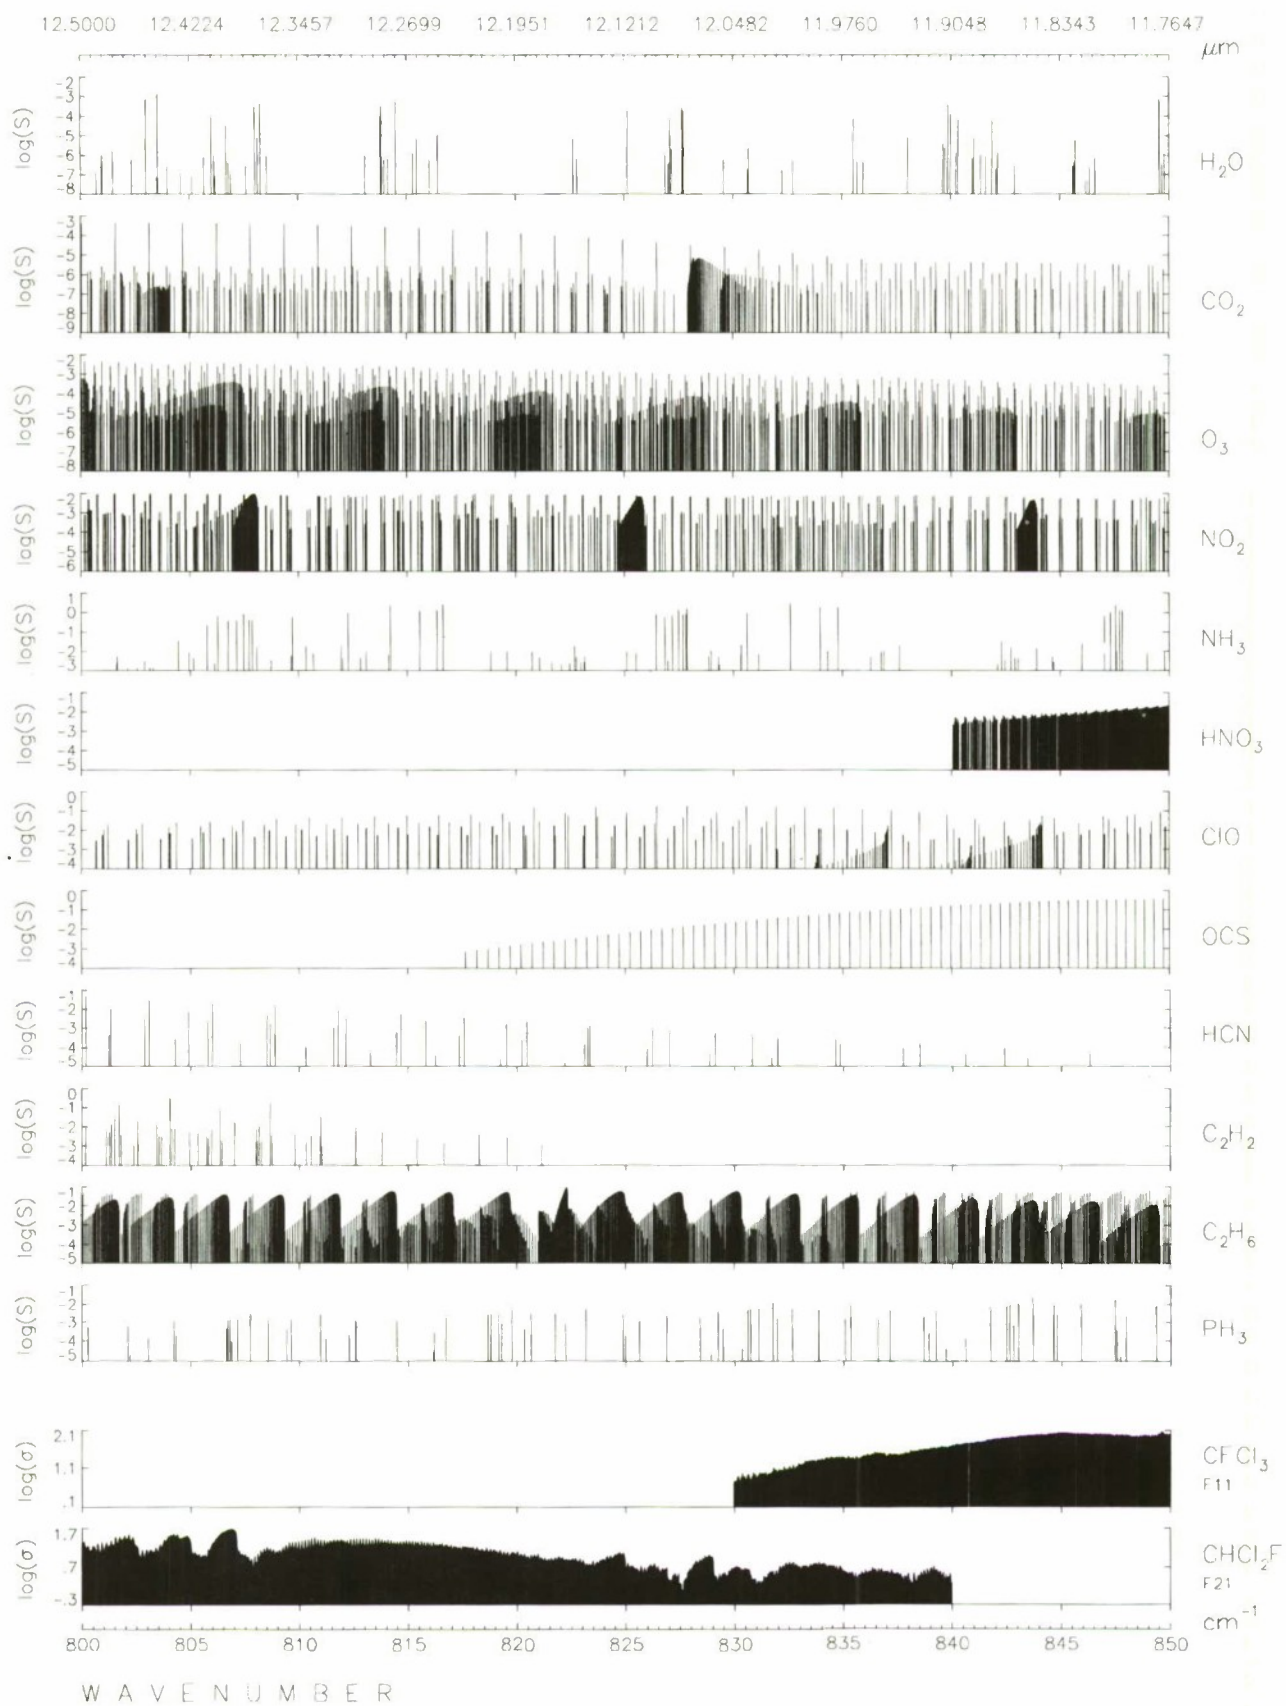 12.5000 12.4224 12.3457 12.2699 12.1951 12.1212 12.0482 11.9760 11.9048 11.8343 11.7647
μm
log(S) -2 -3 -4 -5 -6 -7 -8 H₂O
log(S) -3 -4 -5 -6 -7 -8 -9 CO₂
log(S) -2 -3 -4 -5 -6 -7 -8 O₃
log(S) -2 -3 -4 -5 -6 NO₂
log(S) 1 0 -1 -2 -3 NH₃
log(S) -1 -2 -3 -4 -5 HNO₃
log(S) 0 -1 -2 -3 -4 ClO
log(S) 0 -1 -2 -3 -4 OCS
log(S) -1 -2 -3 -4 -5 HCN
log(S) 0 -1 -2 -3 -4 C₂H₂
log(S) -1 -2 -3 -4 -5 C₂H₆
log(S) -1 -2 -3 -4 -5 PH₃
log(σ) 2.1 1.1 .1 CFCl₃
F11
log(σ) 1.7 .7 -.3 CHCl₂F
F21
cm⁻¹
800 805 810 815 820 825 830 835 840 845 850
WAVENUMBER